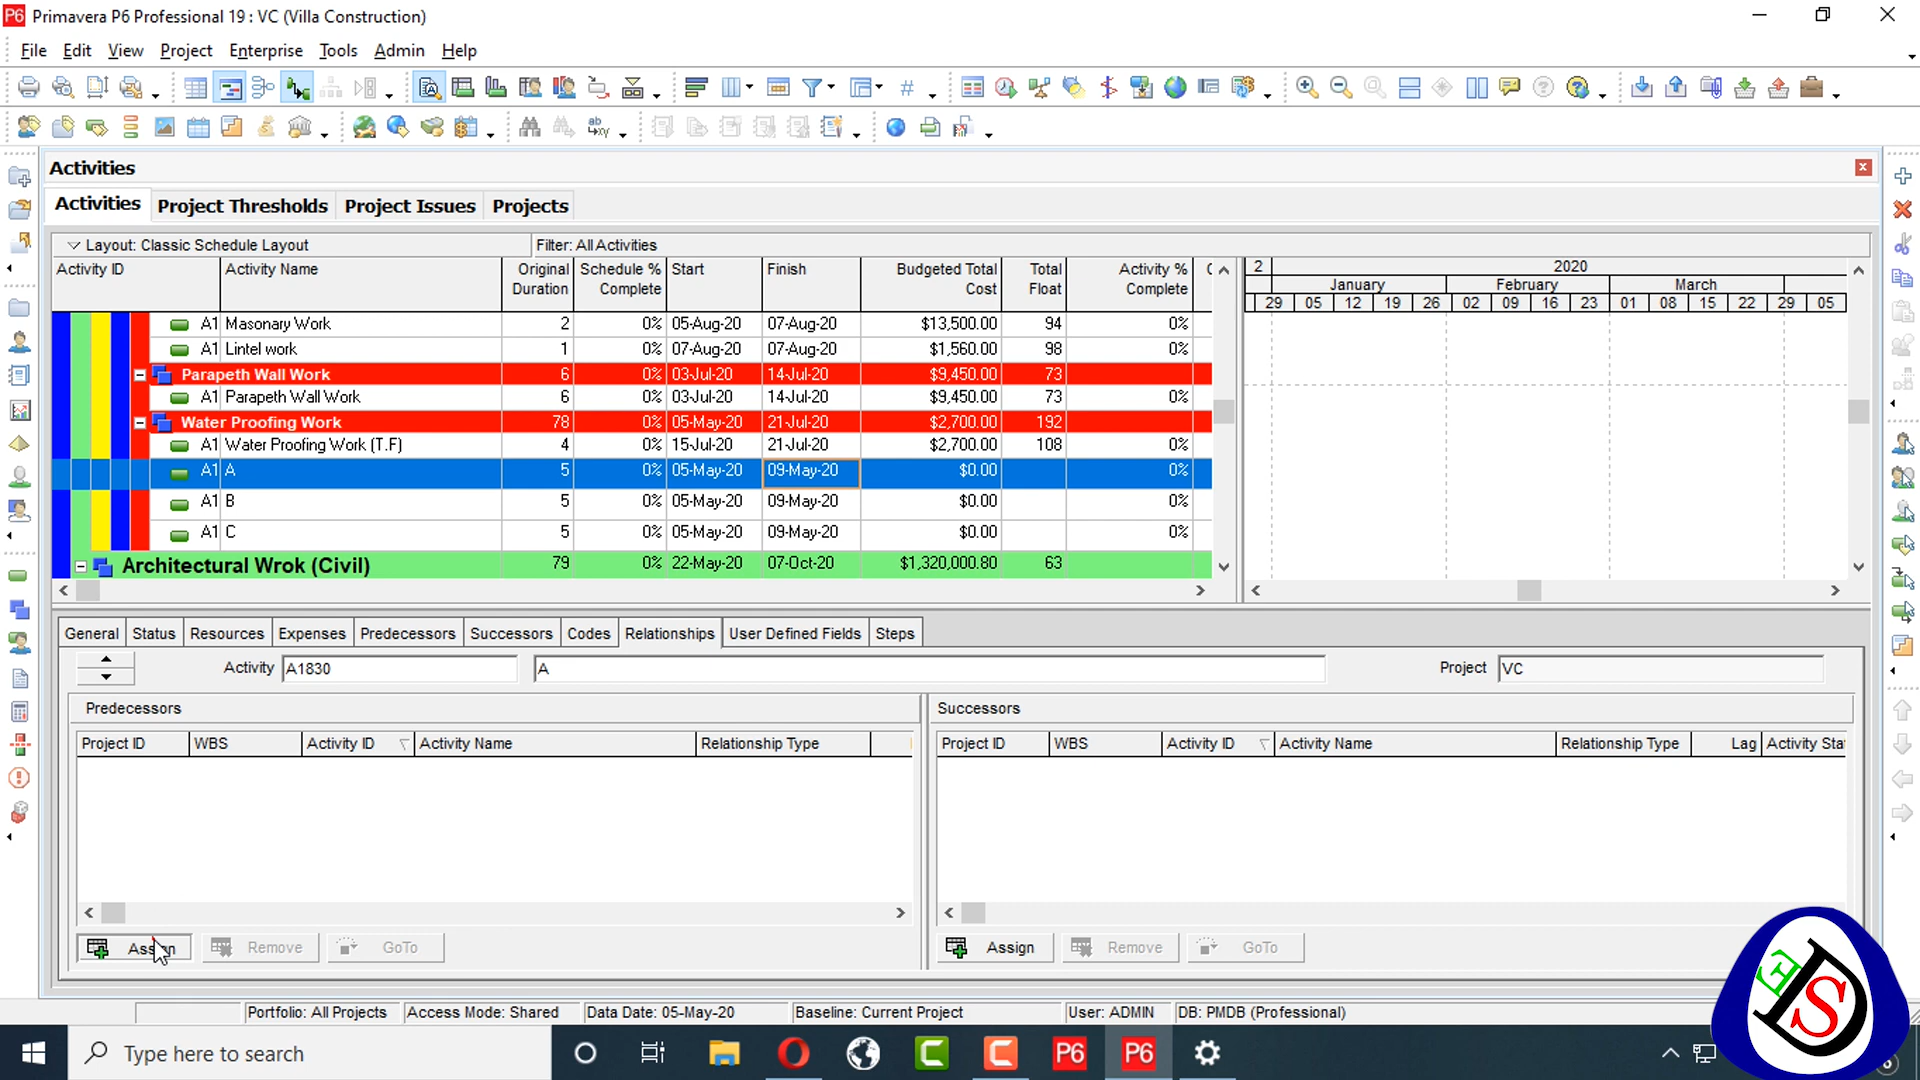 Primavera P6 Professional 19 : VC (Villa Construction)
File Edit View Project Enterprise Tools Admin Help
Activities
Activities Project Thresholds Project Issues Projects
Layout: Classic Schedule Layout Filter: All Activities
Activity ID Activity Name Original Duration Schedule % Complete Start Finish Budgeted Total Cost Total Float Activity % Complete
2 2020
January February March
29 05 12 19 26 02 09 16 23 01 08 15 22 29 05
A1 Masonary Work 2 0% 05-Aug-20 07-Aug-20 $13,500.00 94 0%
A1 Lintel work 1 0% 07-Aug-20 07-Aug-20 $1,560.00 98 0%
Parapeth Wall Work 6 0% 03-Jul-20 14-Jul-20 $9,450.00 73
A1 Parapeth Wall Work 6 0% 03-Jul-20 14-Jul-20 $9,450.00 73 0%
Water Proofing Work 78 0% 05-May-20 21-Jul-20 $2,700.00 192
A1 Water Proofing Work (T.F) 4 0% 15-Jul-20 21-Jul-20 $2,700.00 108 0%
A1 A 5 0% 05-May-20 09-May-20 $0.00 0%
A1 B 5 0% 05-May-20 09-May-20 $0.00 0%
A1 C 5 0% 05-May-20 09-May-20 $0.00 0%
Architectural Wrok (Civil) 79 0% 22-May-20 07-Oct-20 $1,320,000.80 63
General Status Resources Expenses Predecessors Successors Codes Relationships User Defined Fields Steps
Activity A1830 A Project VC
Predecessors Successors
Project ID WBS Activity ID Activity Name Relationship Type
Project ID WBS Activity ID Activity Name Relationship Type Lag Activity Sta
Assign Remove GoTo Assign Remove GoTo
Portfolio: All Projects Access Mode: Shared Data Date: 05-May-20 Baseline: Current Project User: ADMIN DB: PMDB (Professional)
Type here to search
P6 P6